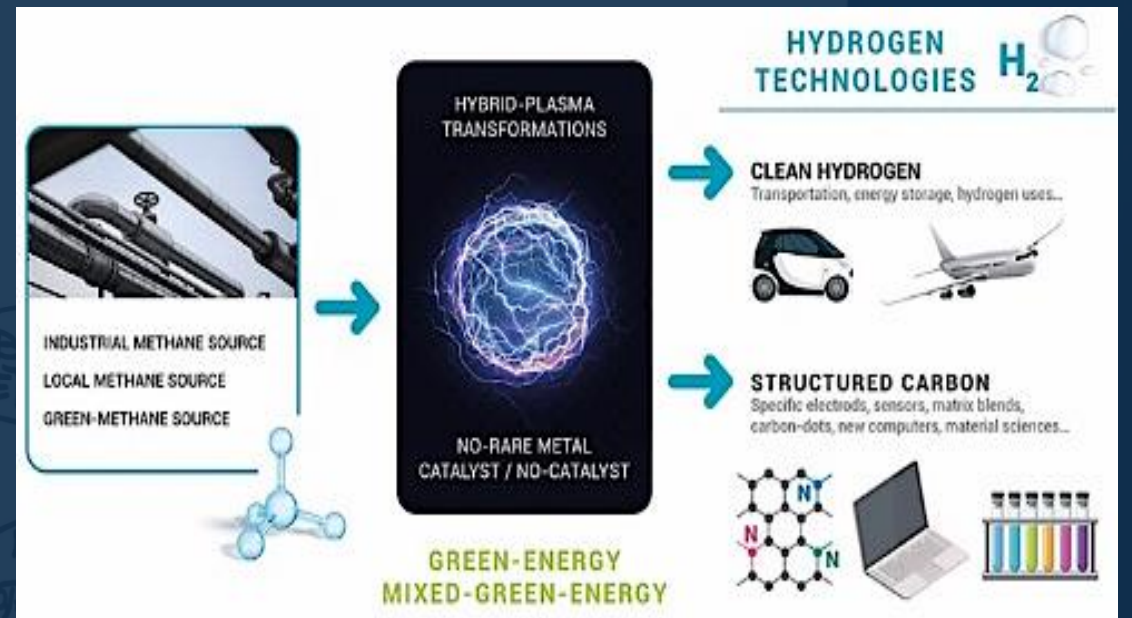 HYDROGEN
TECHNOLOGIES
H2
HYBRID-PLASMA
TRANSFORMATIONS
INDUSTRIAL METHANE SOURCE
LOCAL METHANE SOURCE
GREEN-METHANE SOURCE
NO-RARE METAL
CATALYST / NO-CATALYST
GREEN-ENERGY
MIXED-GREEN-ENERGY
CLEAN HYDROGEN
Transportation, energy storage, hydrogen uses...
STRUCTURED CARBON
Specific electrods, sensors, matrix blends,
carbon-dots, new computers, material sciences...
N
N
N